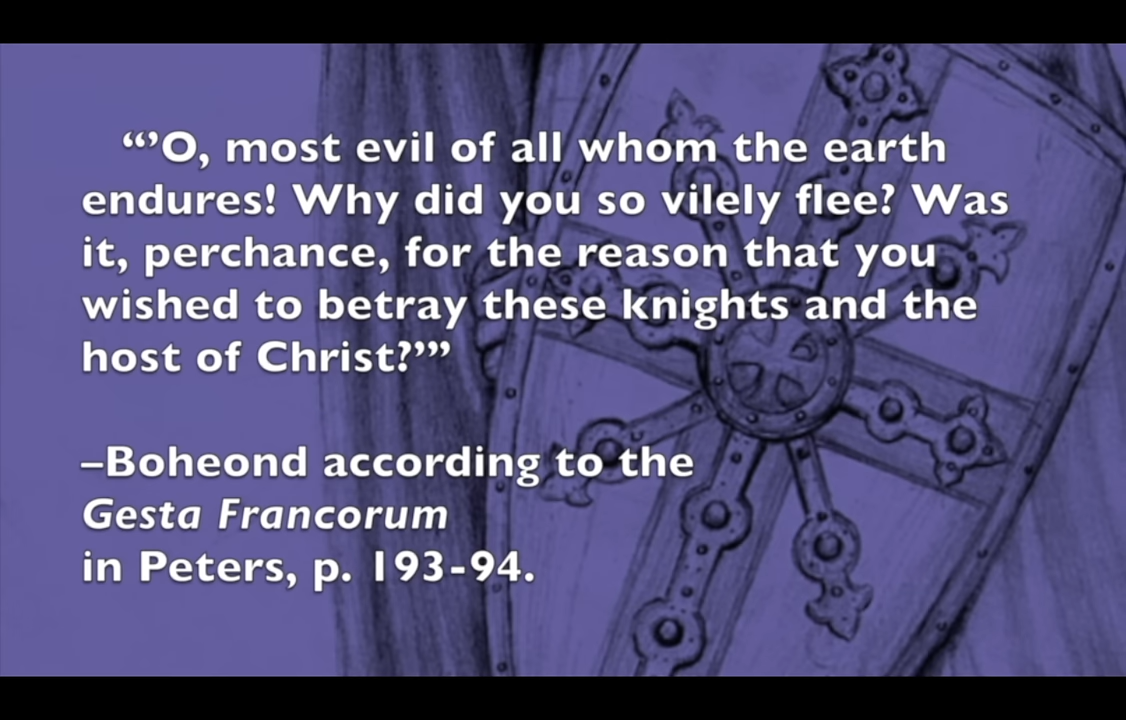 “’O, most evil of all whom the earth
endures! Why did you so vilely flee? Was
it, perchance, for the reason that you
wished to betray these knights and the
host of Christ?’”
–Boheond according to the
Gesta Francorum
in Peters, p. 193-94.